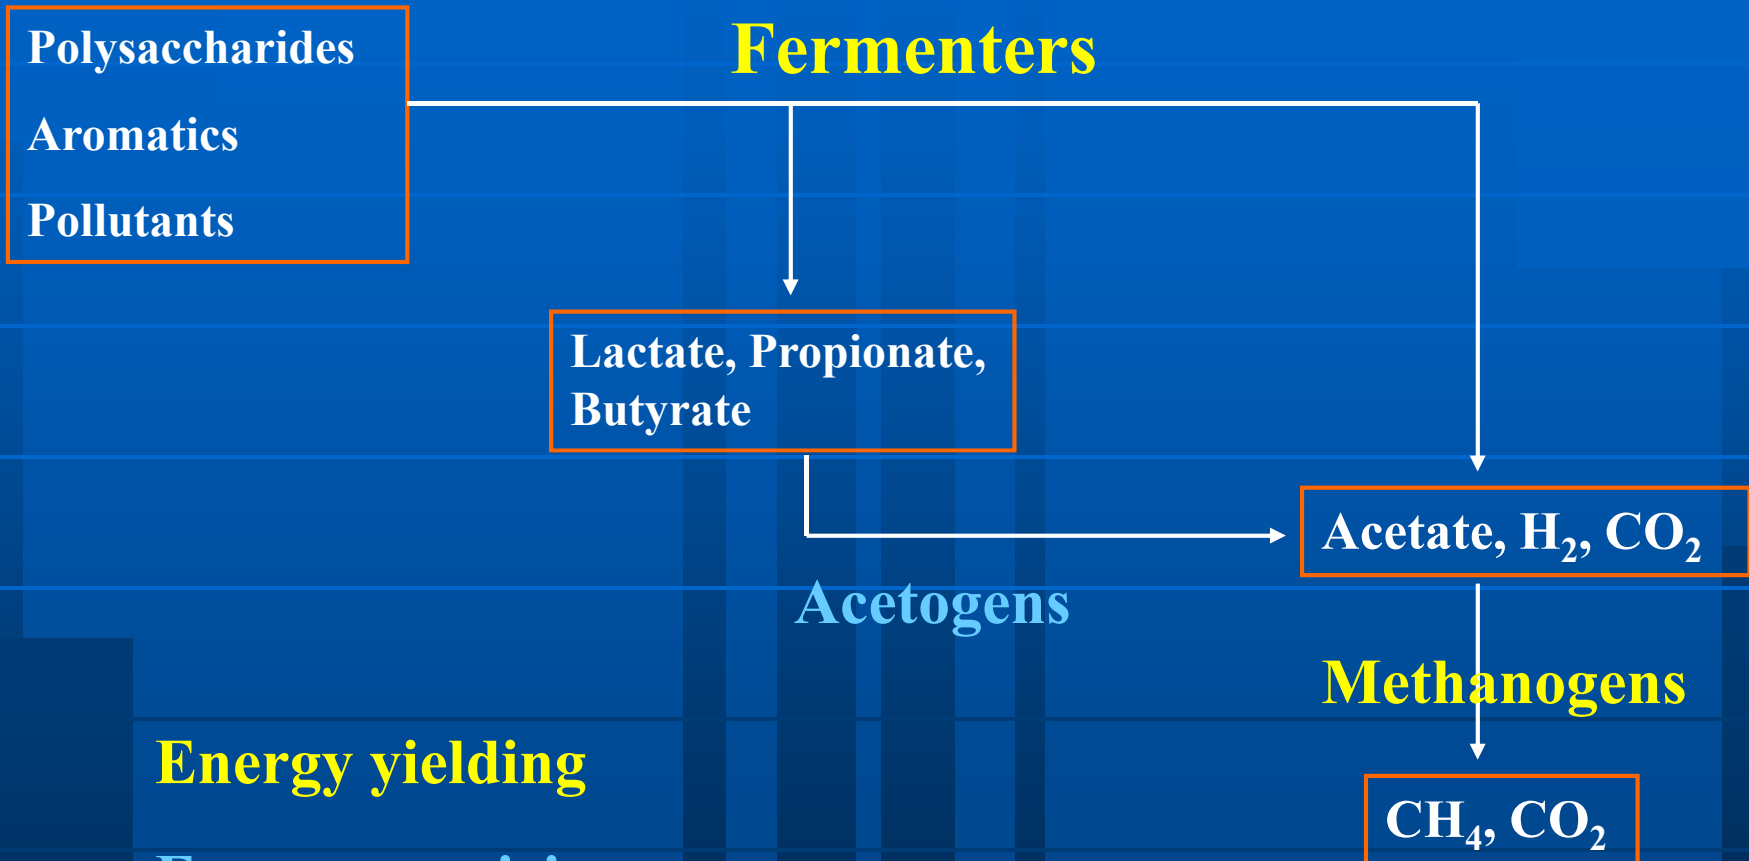 Fermenters
Polysaccharides
Aromatics
Pollutants
Lactate, Propionate,
Butyrate
Acetate, H₂, CO₂
Acetogens
Methanogens
Energy yielding
CH₄, CO₂